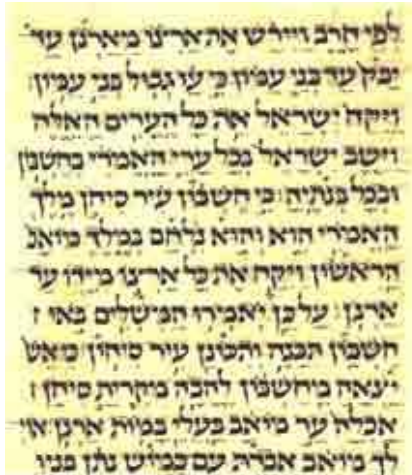 לפי חרב ויירש את ארצו מארנן עד
יבק עד בני עמון כי עז גבול בני עמון׃
ויקח ישראל את כל הערים האלה
וישב ישראל בכל ערי האמרי בחשבון
ובכל בנתיה׃ כי חשבון עיר סיחן מלך
האמרי הוא והוא נלחם במלך מואב
הראשון ויקח את כל ארצו מידו עד
ארנן׃ על כן יאמרו המשלים באו
חשבון תבנה ותכונן עיר סיחון׃ כי אש
יצאה מחשבון להבה מקרית סיחן
אכלה ער מואב בעלי במות ארנן׃ אוי
לך מואב אבדת עם כמוש נתן בניו